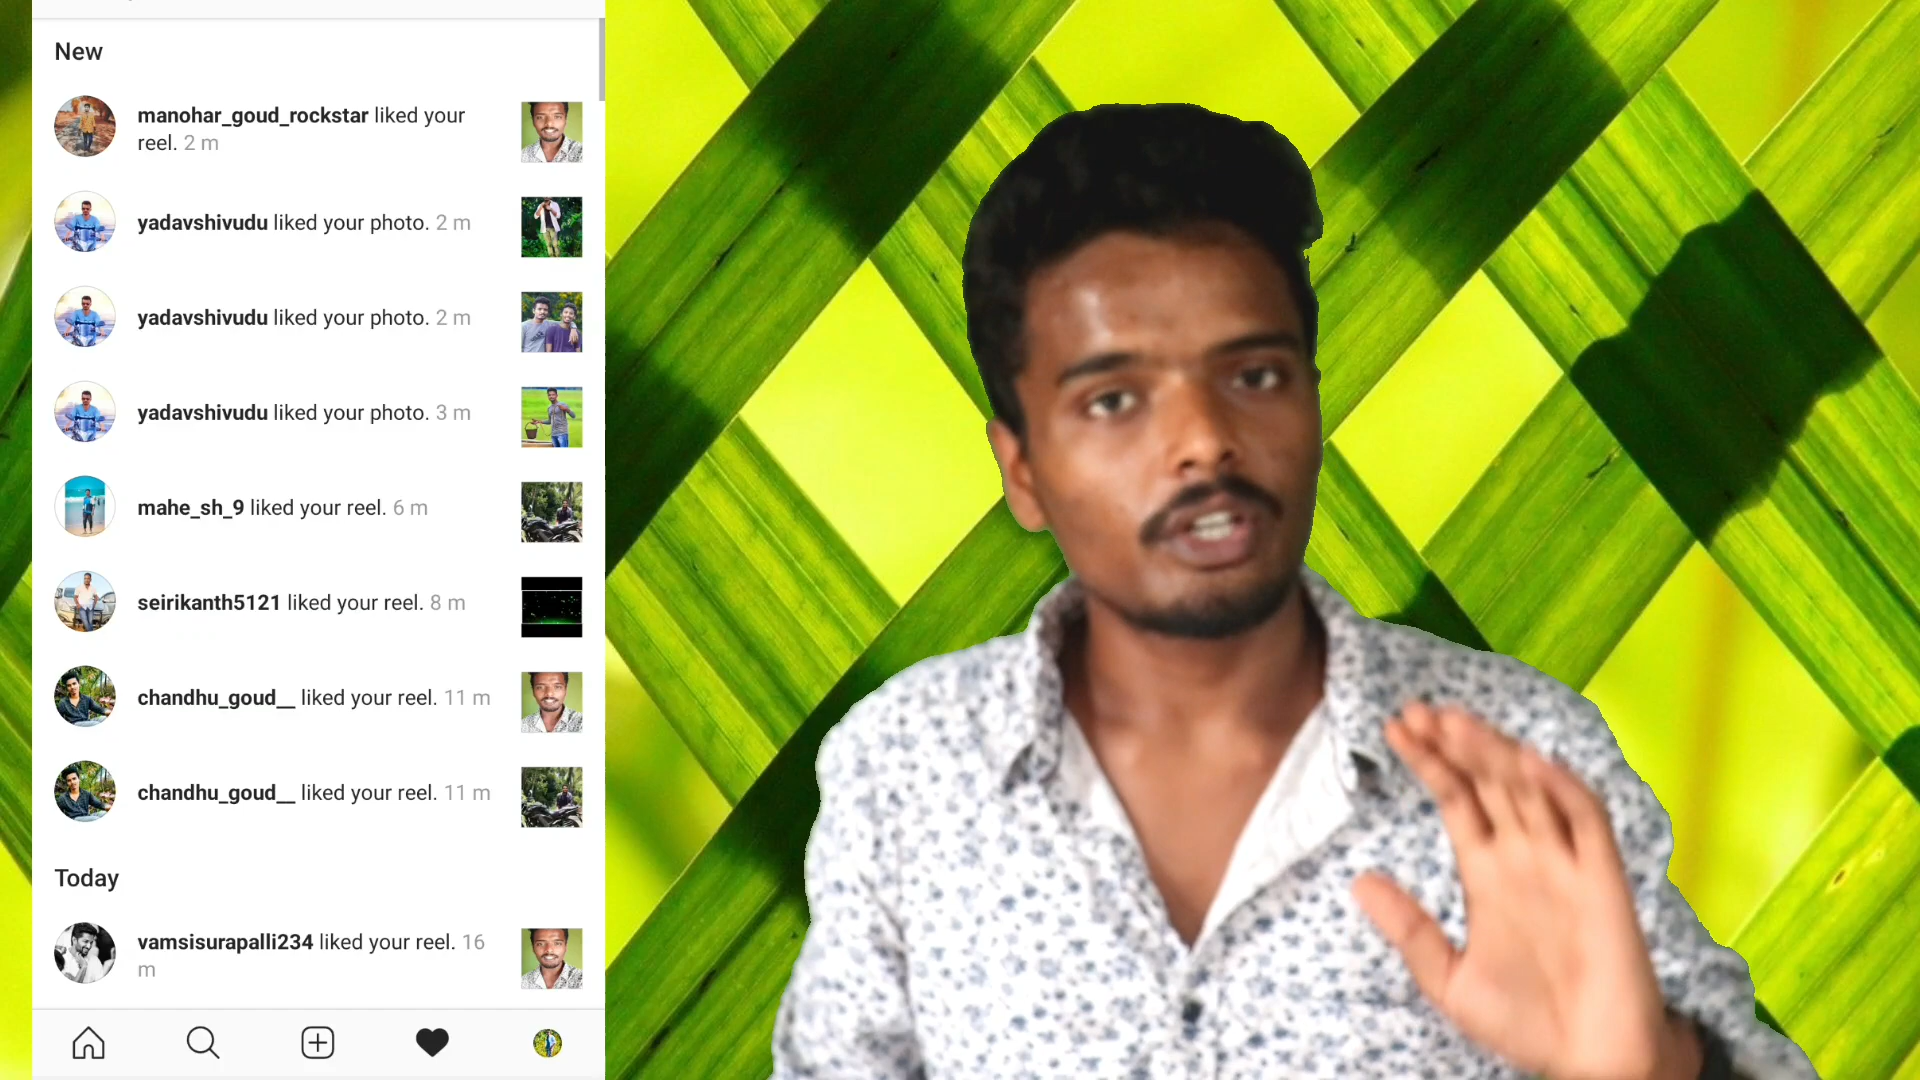 New
manohar_goud_rockstar liked your
reel. 2 m
yadavshivudu liked your photo. 2 m
yadavshivudu liked your photo. 2 m
yadavshivudu liked your photo. 3 m
mahe_sh_9 liked your reel. 6 m
seirikanth5121 liked your reel. 8 m
chandhu_goud__ liked your reel. 11 m
chandhu_goud__ liked your reel. 11 m
Today
vamsisurapalli234 liked your reel. 16
m